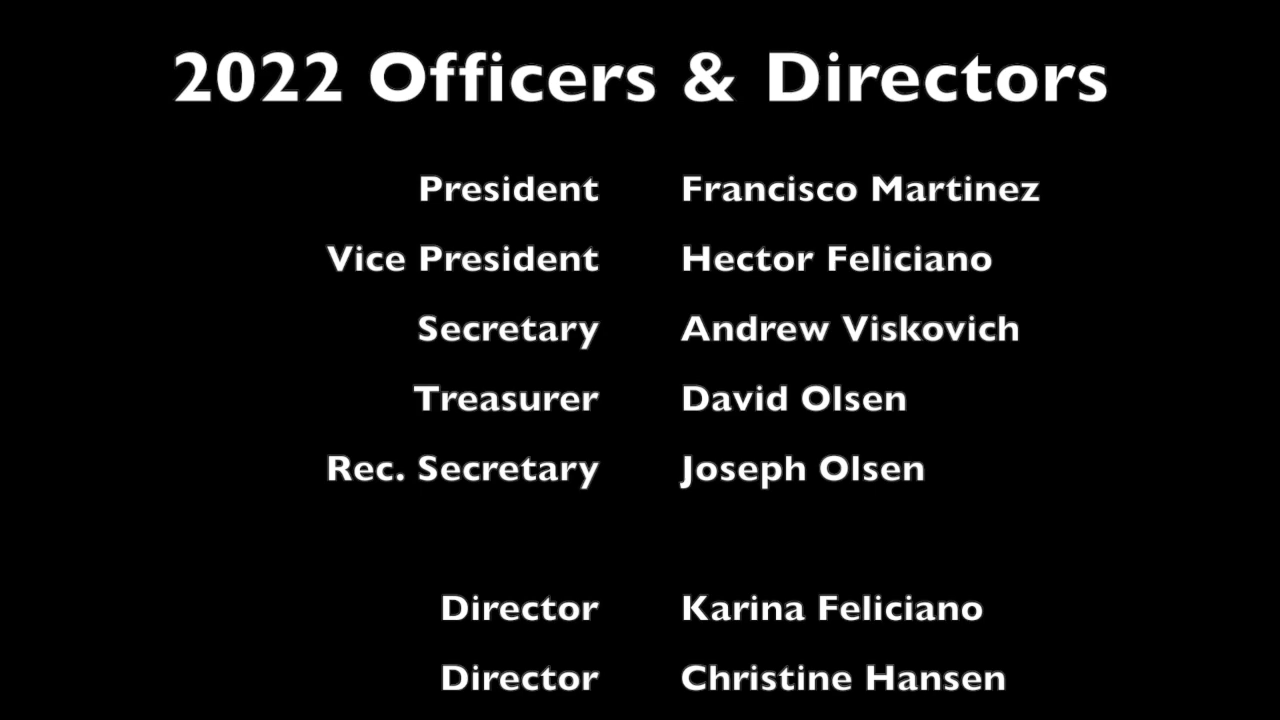 2022 Officers & Directors
President Francisco Martinez
Vice President Hector Feliciano
Secretary Andrew Viskovich
Treasurer David Olsen
Rec. Secretary Joseph Olsen
Director Karina Feliciano
Director Christine Hansen